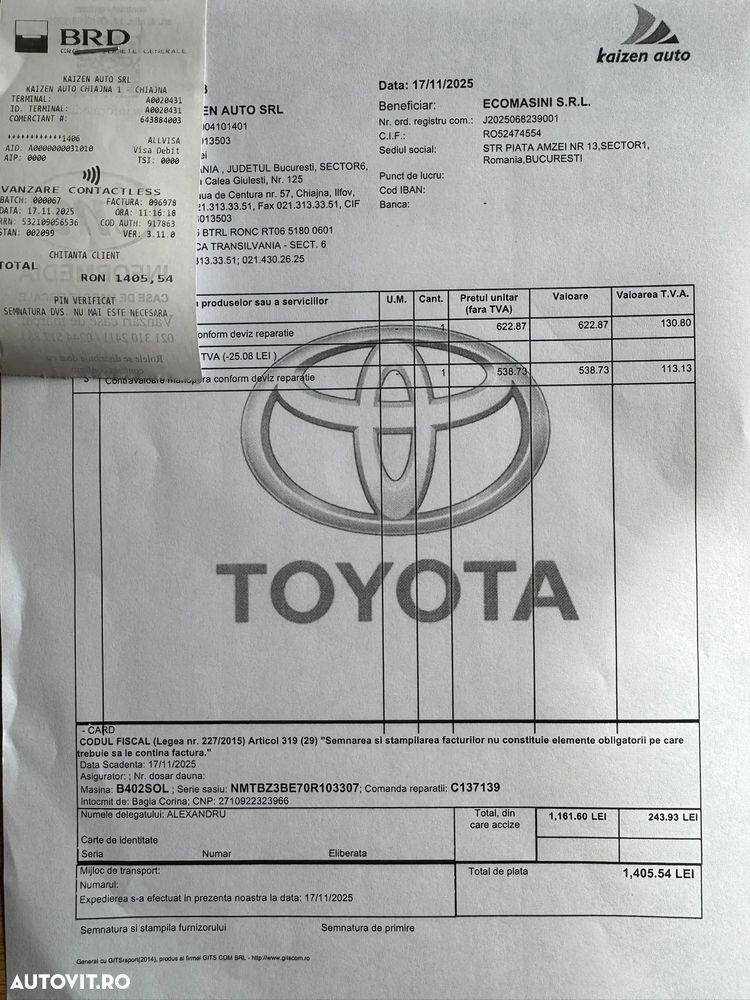 BRD
GROUPE SOCIETE GENERALE
KAIZEN AUTO SRL
KAIZEN AUTO CHIAJNA 1 - CHIAJNA
TERMINAL: A0020431
ID. TERMINAL: A0020431
COMERCIANT #: 643884003
************1406 ALLVISA
AID: A0000000031010 Visa Debit
AIP: 0000 TSI: 0000
VANZARE CONTACTLESS
BATCH: 000067 FACTURA: 096978
DATA: 17.11.2025 ORA: 11:16:18
RRN: 532109056536 COD AUTH: 917863
STAN: 002099 VER: 3.11.0
CHITANTA CLIENT
TOTAL
RON 1405,54
PIN VERIFICAT
SEMNATURA DVS. NU MAI ESTE NECESARA
kaizen auto
Data: 17/11/2025
EN AUTO SRL
04101401
013503
NIA , JUDETUL Bucuresti, SECTOR6,
Calea Giulesti, Nr. 125
ua de Centura nr. 57, Chiajna, Ilfov,
21.313.33.51, Fax 021.313.33.51, CIF
013503
BTRL RONC RT06 5180 0601
CA TRANSILVANIA - SECT. 6
313.33.51; 021.430.26.25
Beneficiar: ECOMASINI S.R.L.
Nr. ord. registru com.: J2025068239001
C.I.F.: RO52474554
Sediul social: STR PIATA AMZEI NR 13,SECTOR1,
Romania,BUCURESTI
Punct de lucru:
Cod IBAN:
Banca: -
a produselor sau a serviciilor U.M. Cant. Pretul unitar (fara TVA) Valoare Valoarea T.V.A.
conform deviz reparatie - 1 622.87 622.87 130.80
TVA (-25.08 LEI )
Contravaloare manopera conform deviz reparatie - 1 538.73 538.73 113.13
TOYOTA
- CARD
CODUL FISCAL (Legea nr. 227/2015) Articol 319 (29) "Semnarea si stampilarea facturilor nu constituie elemente obligatorii pe care
trebuie sa le contina factura."
Data Scadenta: 17/11/2025
Asigurator: ; Nr. dosar dauna:
Masina: B402SOL ; Serie sasiu: NMTBZ3BE70R103307; Comanda reparatii: C137139
Intocmit de: Bagia Corina; CNP: 2710922323966
Numele delegatului: ALEXANDRU
Carte de identitate
Seria Numar Eliberata
Total, din care accize 1,161.60 LEI 243.93 LEI
Mijloc de transport:
Numarul:
Expedierea s-a efectuat in prezenta noastra la data: 17/11/2025
Total de plata 1,405.54 LEI
Semnatura si stampila furnizorului Semnatura de primire
General cu GITSraport(2014), produs al firmei GITS COM SRL - http://www.gitscom.ro
AUTOVIT.RO